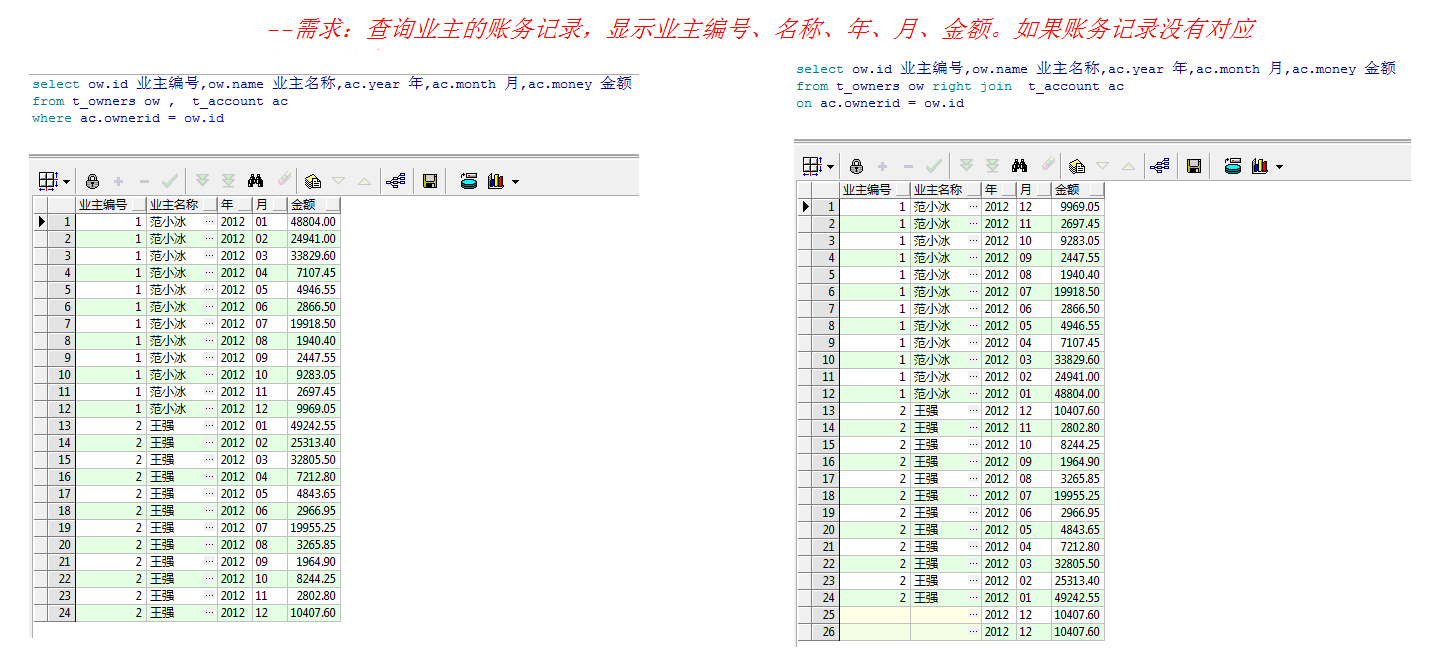 --需求：查询业主的账务记录，显示业主编号、名称、年、月、金额。如果账务记录没有对应
select ow.id 业主编号,ow.name 业主名称,ac.year 年,ac.month 月,ac.money 金额
from t_owners ow ,  t_account ac
where ac.ownerid = ow.id
业主编号 业主名称 年 月 金额
1 1 范小冰 ... 2012 01 48804.00
2 1 范小冰 ... 2012 02 24941.00
3 1 范小冰 ... 2012 03 33829.60
4 1 范小冰 ... 2012 04 7107.45
5 1 范小冰 ... 2012 05 4946.55
6 1 范小冰 ... 2012 06 2866.50
7 1 范小冰 ... 2012 07 19918.50
8 1 范小冰 ... 2012 08 1940.40
9 1 范小冰 ... 2012 09 2447.55
10 1 范小冰 ... 2012 10 9283.05
11 1 范小冰 ... 2012 11 2697.45
12 1 范小冰 ... 2012 12 9969.05
13 2 王强 ... 2012 01 49242.55
14 2 王强 ... 2012 02 25313.40
15 2 王强 ... 2012 03 32805.50
16 2 王强 ... 2012 04 7212.80
17 2 王强 ... 2012 05 4843.65
18 2 王强 ... 2012 06 2966.95
19 2 王强 ... 2012 07 19955.25
20 2 王强 ... 2012 08 3265.85
21 2 王强 ... 2012 09 1964.90
22 2 王强 ... 2012 10 8244.25
23 2 王强 ... 2012 11 2802.80
24 2 王强 ... 2012 12 10407.60
select ow.id 业主编号,ow.name 业主名称,ac.year 年,ac.month 月,ac.money 金额
from t_owners ow right join  t_account ac
on ac.ownerid = ow.id
业主编号 业主名称 年 月 金额
1 1 范小冰 ... 2012 12 9969.05
2 1 范小冰 ... 2012 11 2697.45
3 1 范小冰 ... 2012 10 9283.05
4 1 范小冰 ... 2012 09 2447.55
5 1 范小冰 ... 2012 08 1940.40
6 1 范小冰 ... 2012 07 19918.50
7 1 范小冰 ... 2012 06 2866.50
8 1 范小冰 ... 2012 05 4946.55
9 1 范小冰 ... 2012 04 7107.45
10 1 范小冰 ... 2012 03 33829.60
11 1 范小冰 ... 2012 02 24941.00
12 1 范小冰 ... 2012 01 48804.00
13 2 王强 ... 2012 12 10407.60
14 2 王强 ... 2012 11 2802.80
15 2 王强 ... 2012 10 8244.25
16 2 王强 ... 2012 09 1964.90
17 2 王强 ... 2012 08 3265.85
18 2 王强 ... 2012 07 19955.25
19 2 王强 ... 2012 06 2966.95
20 2 王强 ... 2012 05 4843.65
21 2 王强 ... 2012 04 7212.80
22 2 王强 ... 2012 03 32805.50
23 2 王强 ... 2012 02 25313.40
24 2 王强 ... 2012 01 49242.55
25 ... 2012 12 10407.60
26 ... 2012 12 10407.60